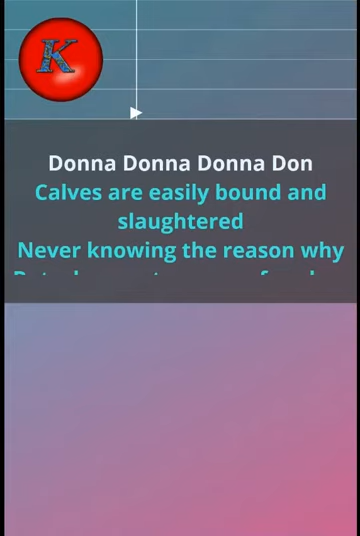 K
Donna Donna Donna Don
Calves are easily bound and
slaughtered
Never knowing the reason why